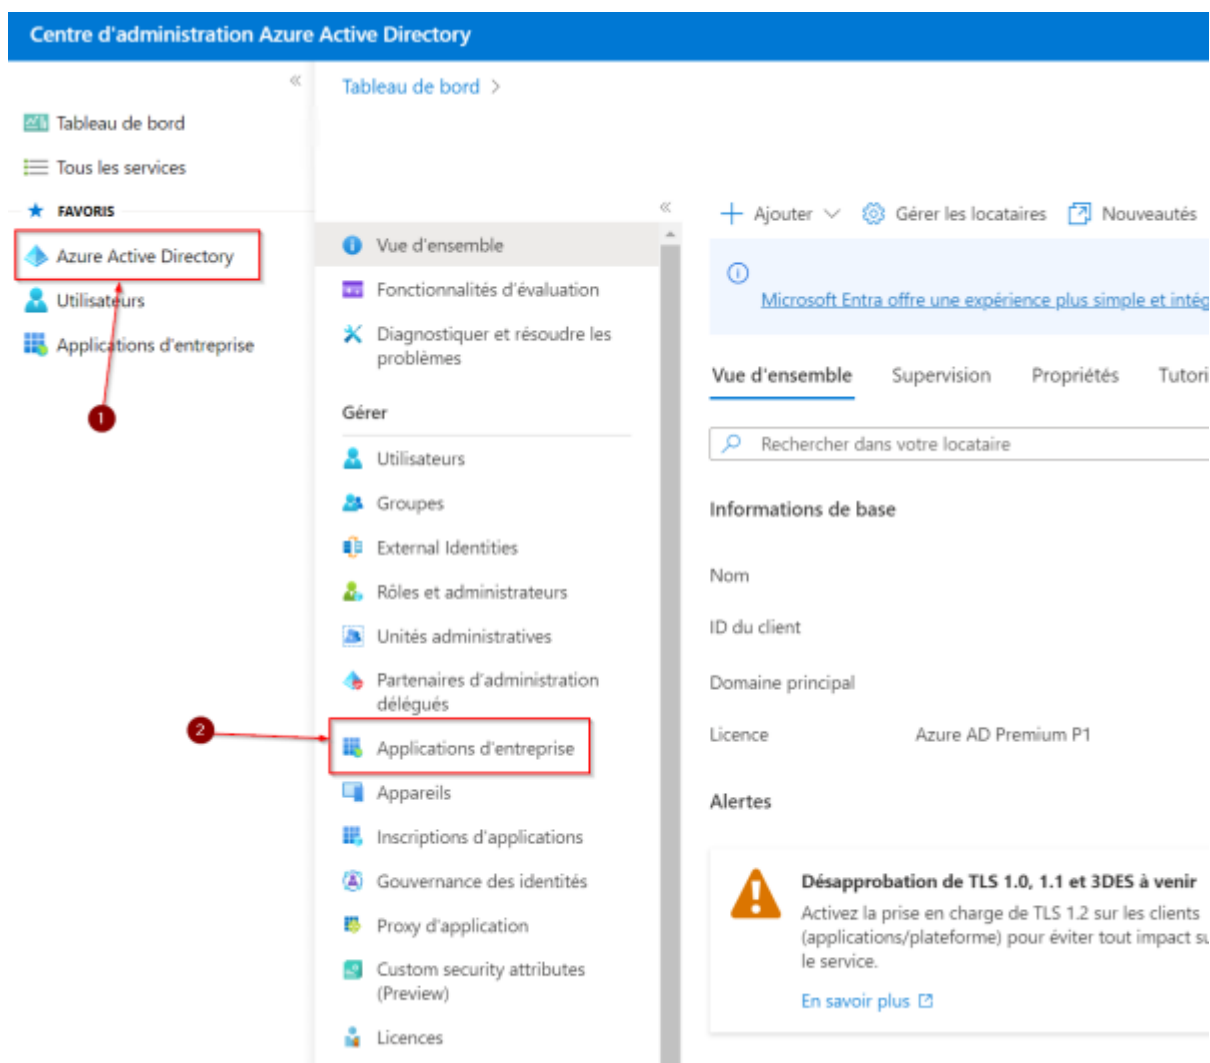 Centre d'administration Azure Active Directory
Tableau de bord
Tous les services
FAVORIS
Azure Active Directory
Utilisateurs
Applications d'entreprise
1
Tableau de bord >
Vue d'ensemble
Fonctionnalités d'évaluation
Diagnostiquer et résoudre les
problèmes
Gérer
Utilisateurs
Groupes
External Identities
Rôles et administrateurs
Unités administratives
Partenaires d'administration
délégués
2
Applications d'entreprise
Appareils
Inscriptions d'applications
Gouvernance des identités
Proxy d'application
Custom security attributes
(Preview)
Licences
Ajouter
Gérer les locataires
Nouveautés
Microsoft Entra offre une expérience plus simple et intég
Vue d'ensemble
Supervision
Propriétés
Tutori
Rechercher dans votre locataire
Informations de base
Nom
ID du client
Domaine principal
Licence Azure AD Premium P1
Alertes
Désapprobation de TLS 1.0, 1.1 et 3DES à venir
Activez la prise en charge de TLS 1.2 sur les clients
(applications/plateforme) pour éviter tout impact su
le service.
En savoir plus